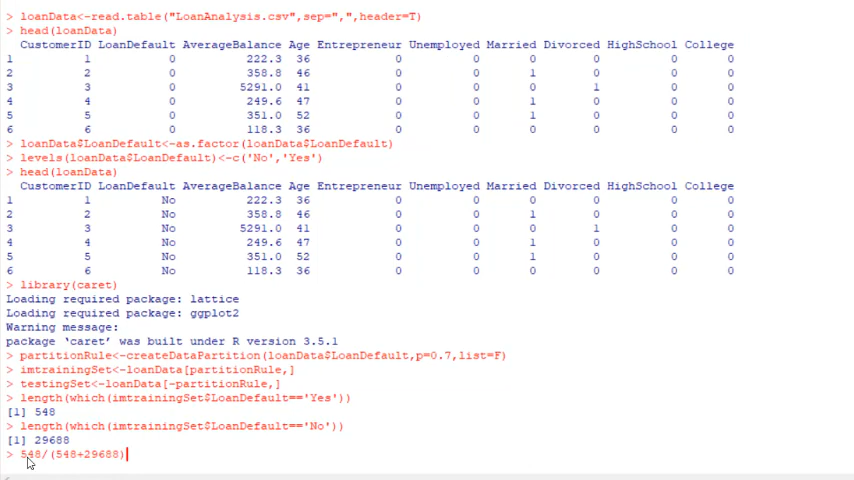 > loanData<-read.table("LoanAnalysis.csv",sep=",",header=T)
> head(loanData)
  CustomerID LoanDefault AverageBalance Age Entrepreneur Unemployed Married Divorced HighSchool College
1 1 0 222.3 36 0 0 0 0 0 0
2 2 0 358.8 46 0 0 1 0 0 0
3 3 0 5291.0 41 0 0 0 1 0 0
4 4 0 249.6 47 0 0 1 0 0 0
5 5 0 351.0 52 0 0 1 0 0 0
6 6 0 118.3 36 0 0 0 0 0 0
> loanData$LoanDefault<-as.factor(loanData$LoanDefault)
> levels(loanData$LoanDefault)<-c('No','Yes')
> head(loanData)
  CustomerID LoanDefault AverageBalance Age Entrepreneur Unemployed Married Divorced HighSchool College
1 1 No 222.3 36 0 0 0 0 0 0
2 2 No 358.8 46 0 0 1 0 0 0
3 3 No 5291.0 41 0 0 0 1 0 0
4 4 No 249.6 47 0 0 1 0 0 0
5 5 No 351.0 52 0 0 1 0 0 0
6 6 No 118.3 36 0 0 0 0 0 0
> library(caret)
Loading required package: lattice
Loading required package: ggplot2
Warning message:
package ‘caret’ was built under R version 3.5.1
> partitionRule<-createDataPartition(loanData$LoanDefault,p=0.7,list=F)
> imtrainingSet<-loanData[partitionRule,]
> testingSet<-loanData[-partitionRule,]
> length(which(imtrainingSet$LoanDefault=='Yes'))
[1] 548
> length(which(imtrainingSet$LoanDefault=='No'))
[1] 29688
> 548/(548+29688)